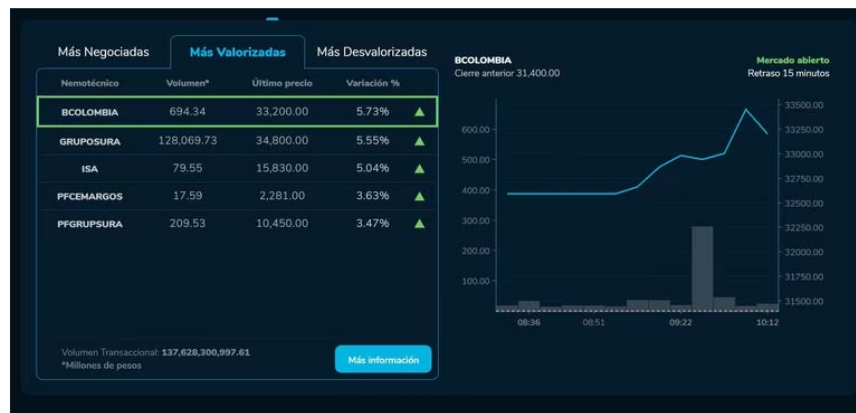 Más Negociadas
Más Valorizadas
Más Desvalorizadas
Nemotécnico Volumen* Último precio Variación %
BCOLOMBIA 694.34 33,200.00 5.73%
GRUPOSURA 128,069.73 34,800.00 5.55%
ISA 79.55 15,830.00 5.04%
PFCEMARGOS 17.59 2,281.00 3.63%
PFGRUPSURA 209.53 10,450.00 3.47%
Volumen Transaccional: 137,628,300,997.61
*Millones de pesos
Más información
BCOLOMBIA
Cierre anterior 31,400.00
Mercado abierto
Retraso 15 minutos
600.00
500.00
400.00
300.00
200.00
100.00
33500.00
33250.00
33000.00
32750.00
32500.00
32250.00
32000.00
31750.00
31500.00
08:36 08:51 09:22 10:12